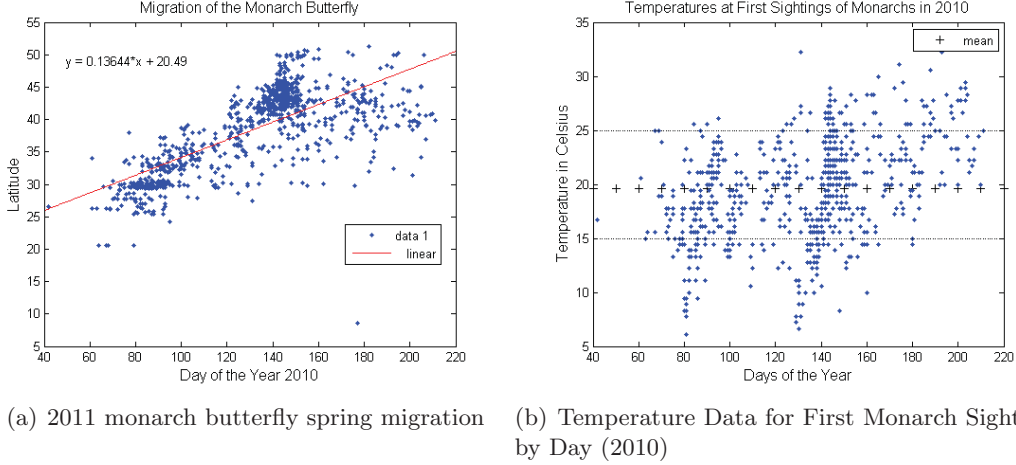 Migration of the Monarch Butterfly
55
50
45
40
35
30
25
20
15
10
5
Latitude
y = 0.13644*x + 20.49
data 1
linear
40 60 80 100 120 140 160 180 200 220
Day of the Year 2010
(a) 2011 monarch butterfly spring migration
Temperatures at First Sightings of Monarchs in 2010
35
30
25
20
15
10
5
Temperature in Celsius
mean
40 60 80 100 120 140 160 180 200 220
Days of the Year
(b) Temperature Data for First Monarch Sight
by Day (2010)